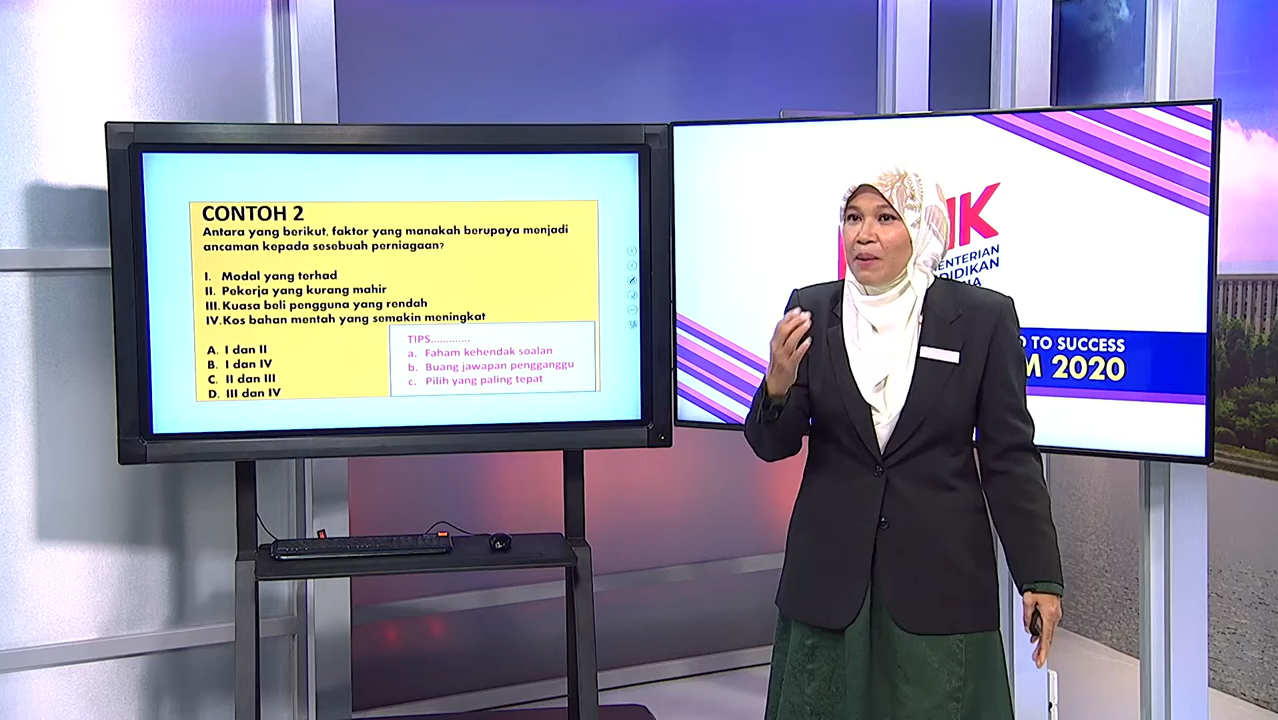 CONTOH 2
Antara yang berikut, faktor yang manakah berupaya menjadi
ancaman kepada sesebuah perniagaan?
I. Modal yang terhad
II. Pekerja yang kurang mahir
III. Kuasa beli pengguna yang rendah
IV. Kos bahan mentah yang semakin meningkat
A. I dan II
B. I dan IV
C. II dan III
D. III dan IV
TIPS.............
a. Faham kehendak soalan
b. Buang jawapan pengganggu
c. Pilih yang paling tepat
K
ENTERIAN
DIDIKAN
TO SUCCESS
M 2020